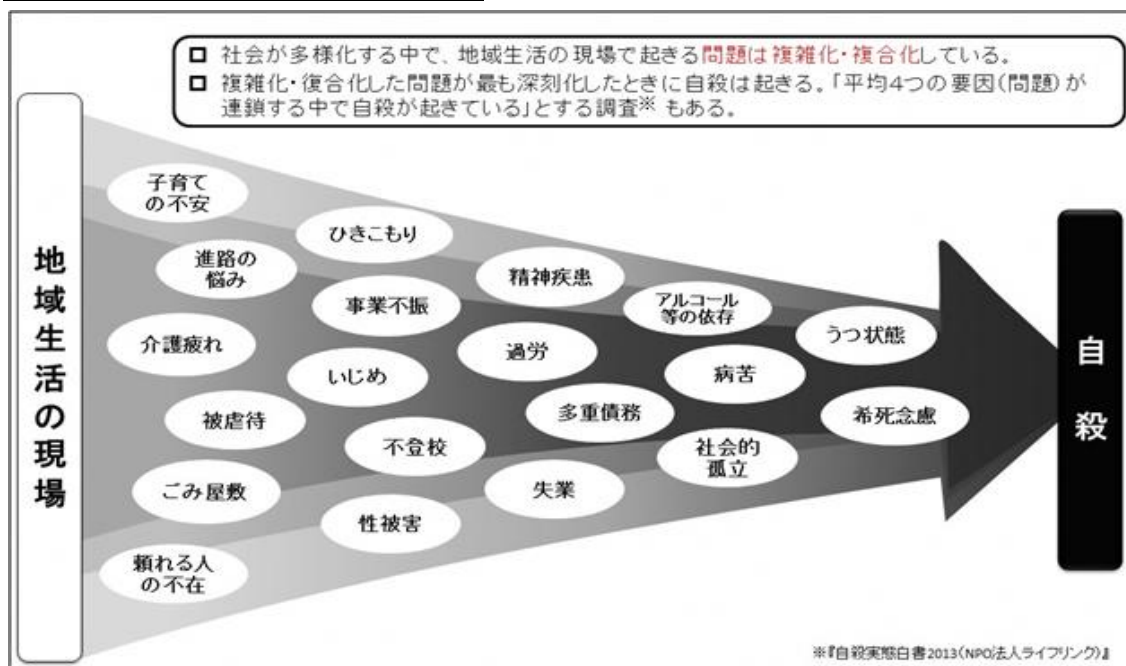 □ 社会が多様化する中で、地域生活の現場で起きる問題は複雑化・複合化している。
□ 複雑化・復合化した問題が最も深刻化したときに自殺は起きる。「平均4つの要因(問題)が
連鎖する中で自殺が起きている」とする調査※ もある。
地域生活の現場
子育て
の不安
進路の
悩み
介護疲れ
被虐待
ごみ屋敷
頼れる人
の不在
ひきこもり
事業不振
いじめ
不登校
性被害
精神疾患
過労
多重債務
失業
アルコール
等の依存
病苦
社会的
孤立
うつ状態
希死念慮
自殺
※『自殺実態白書2013(NPO法人ライフリンク)』